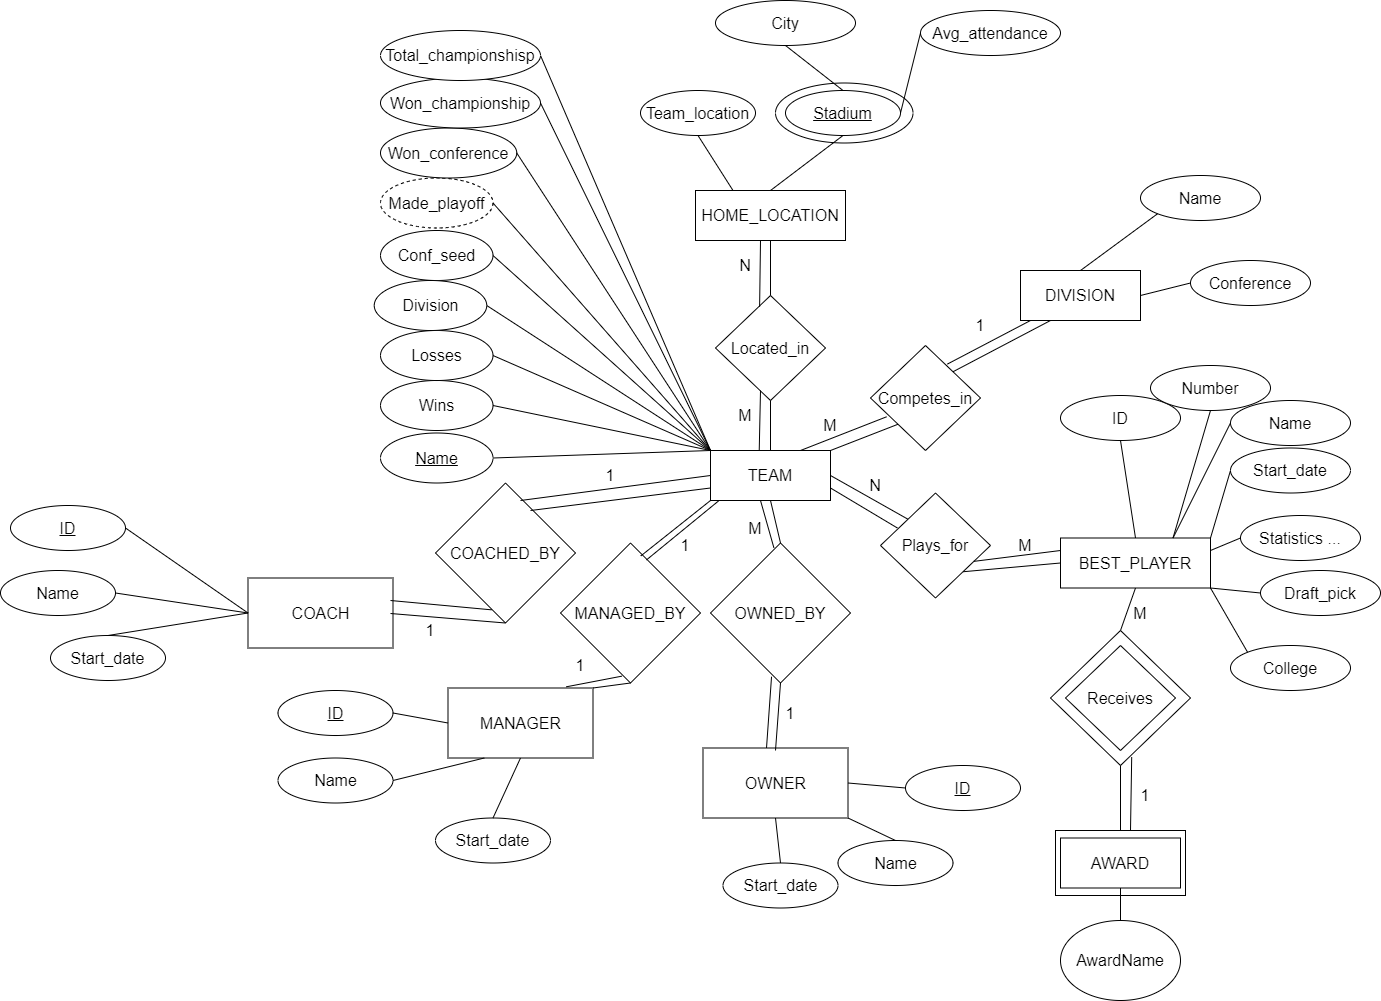 City
Avg_attendance
Total_championshisp
Won_championship
Team_location
Stadium
Won_conference
Made_playoff
Name
HOME_LOCATION
Conf_seed
N
Conference
DIVISION
Division
1
Located_in
Losses
Competes_in
Number
Wins
M
M
ID
Name
Name
1
TEAM
Start_date
N
ID
M
Statistics ...
COACHED_BY
1
Plays_for
M
BEST_PLAYER
Name
Draft_pick
COACH
MANAGED_BY
OWNED_BY
M
1
Start_date
1
College
Receives
ID
MANAGER
1
Name
OWNER
ID
1
Start_date
Name
AWARD
Start_date
AwardName